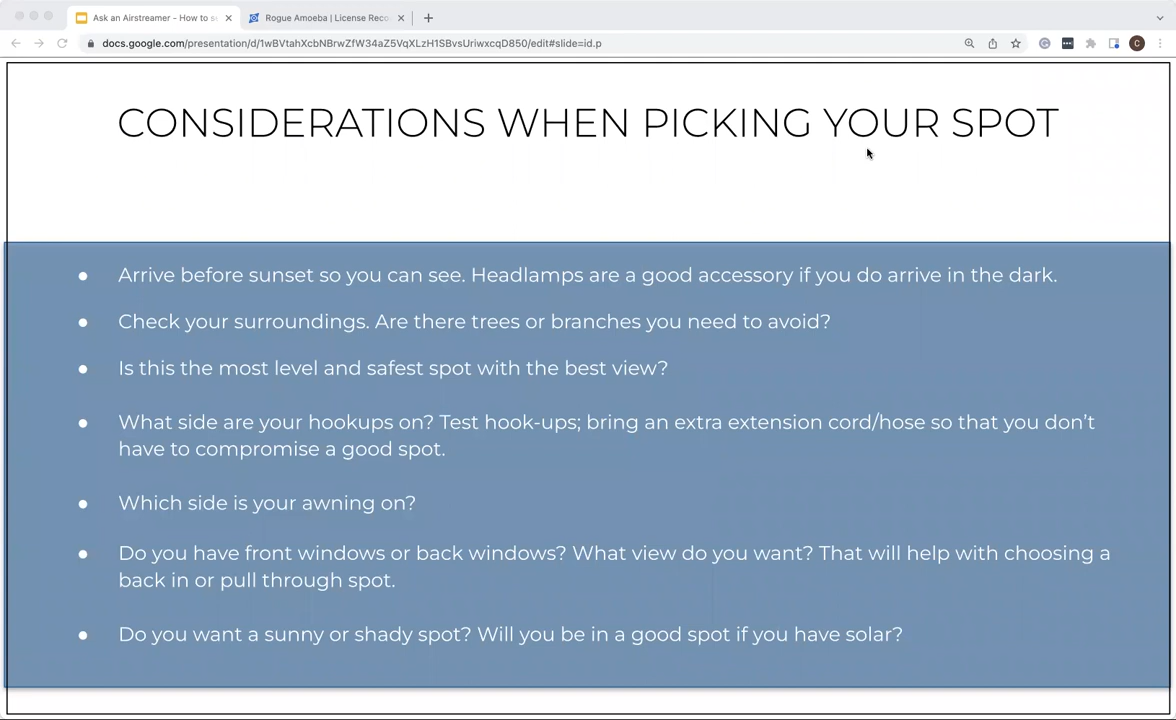 Ask an Airstreamer - How to s
Rogue Amoeba | License Reco
docs.google.com/presentation/d/1wBVtahXcbNBrwZfW34aZ5VqXLzH1SBvsUriwxcqD850/edit#slide=id.p
C
CONSIDERATIONS WHEN PICKING YOUR SPOT
● Arrive before sunset so you can see. Headlamps are a good accessory if you do arrive in the dark.
● Check your surroundings. Are there trees or branches you need to avoid?
● Is this the most level and safest spot with the best view?
● What side are your hookups on? Test hook-ups; bring an extra extension cord/hose so that you don’t
have to compromise a good spot.
● Which side is your awning on?
● Do you have front windows or back windows? What view do you want? That will help with choosing a
back in or pull through spot.
● Do you want a sunny or shady spot? Will you be in a good spot if you have solar?